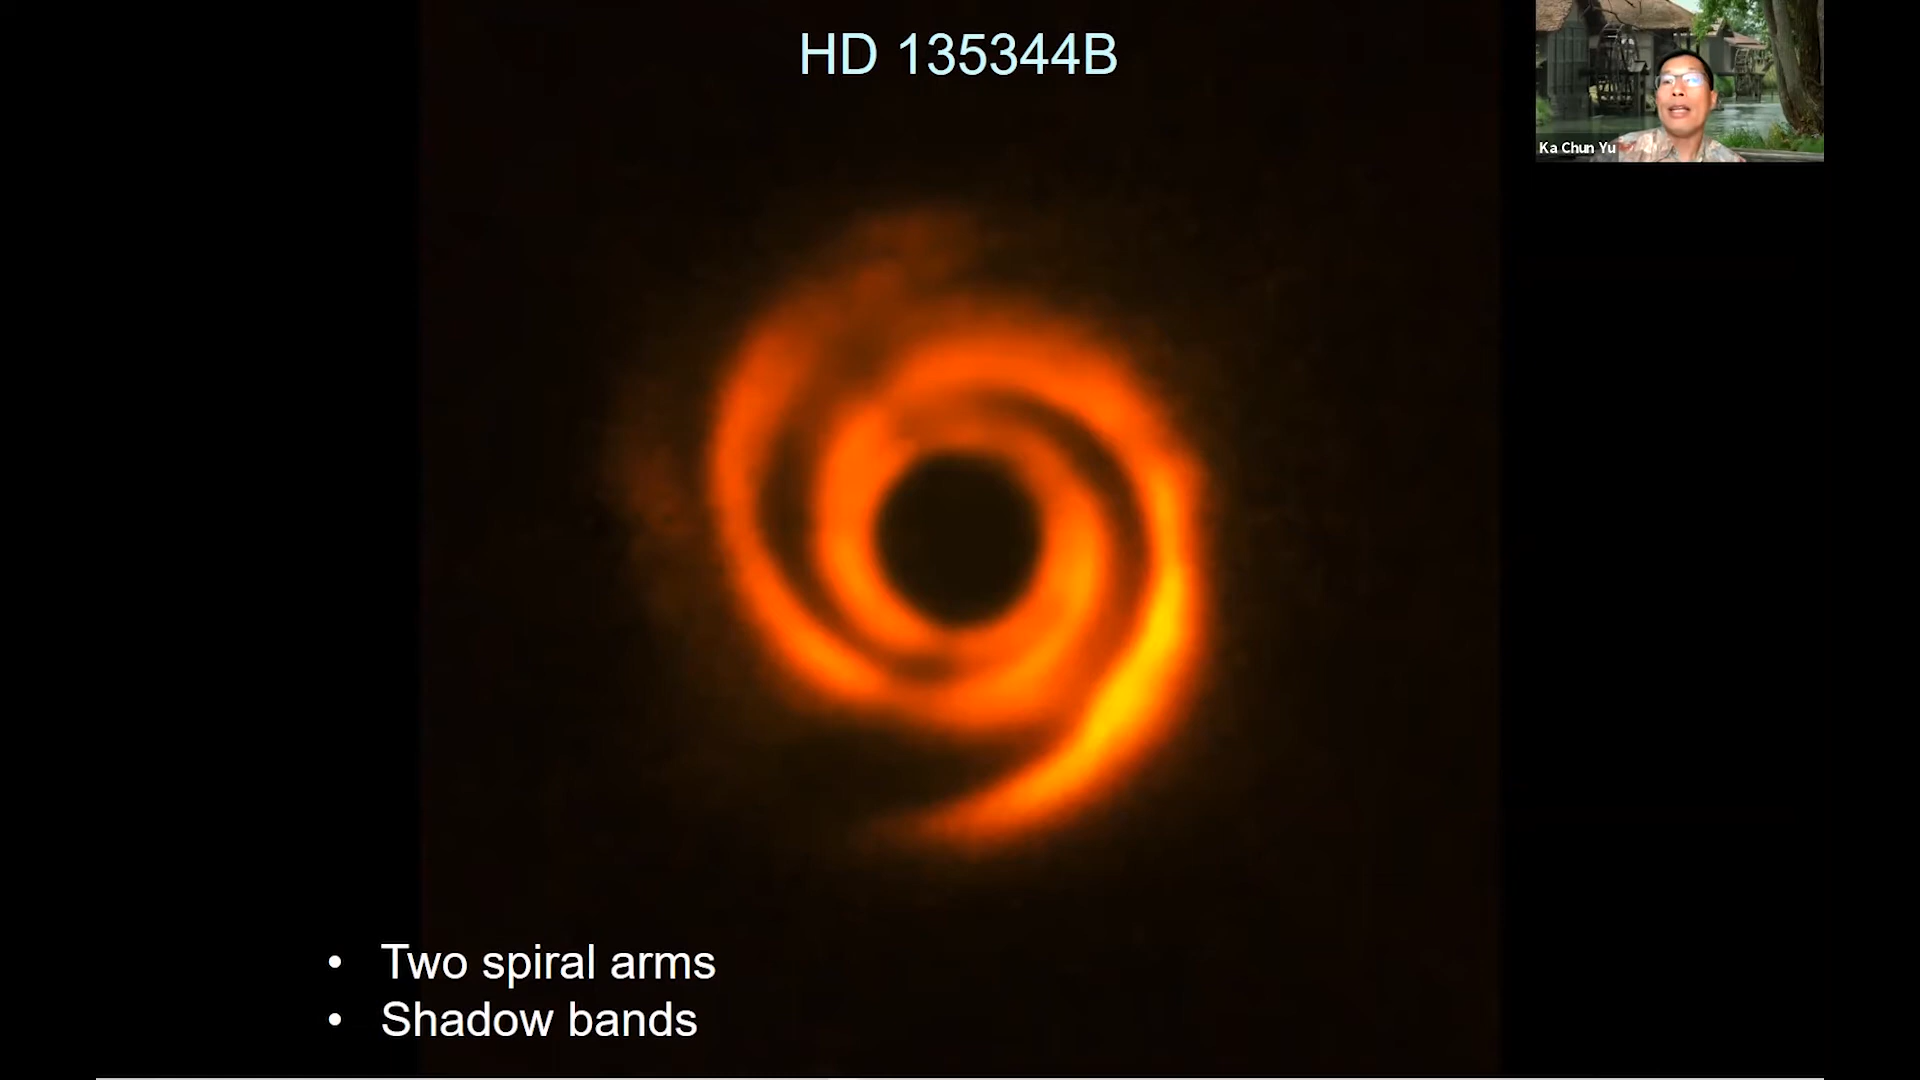 HD 135344B
Ka Chun Yu
• Two spiral arms
• Shadow bands